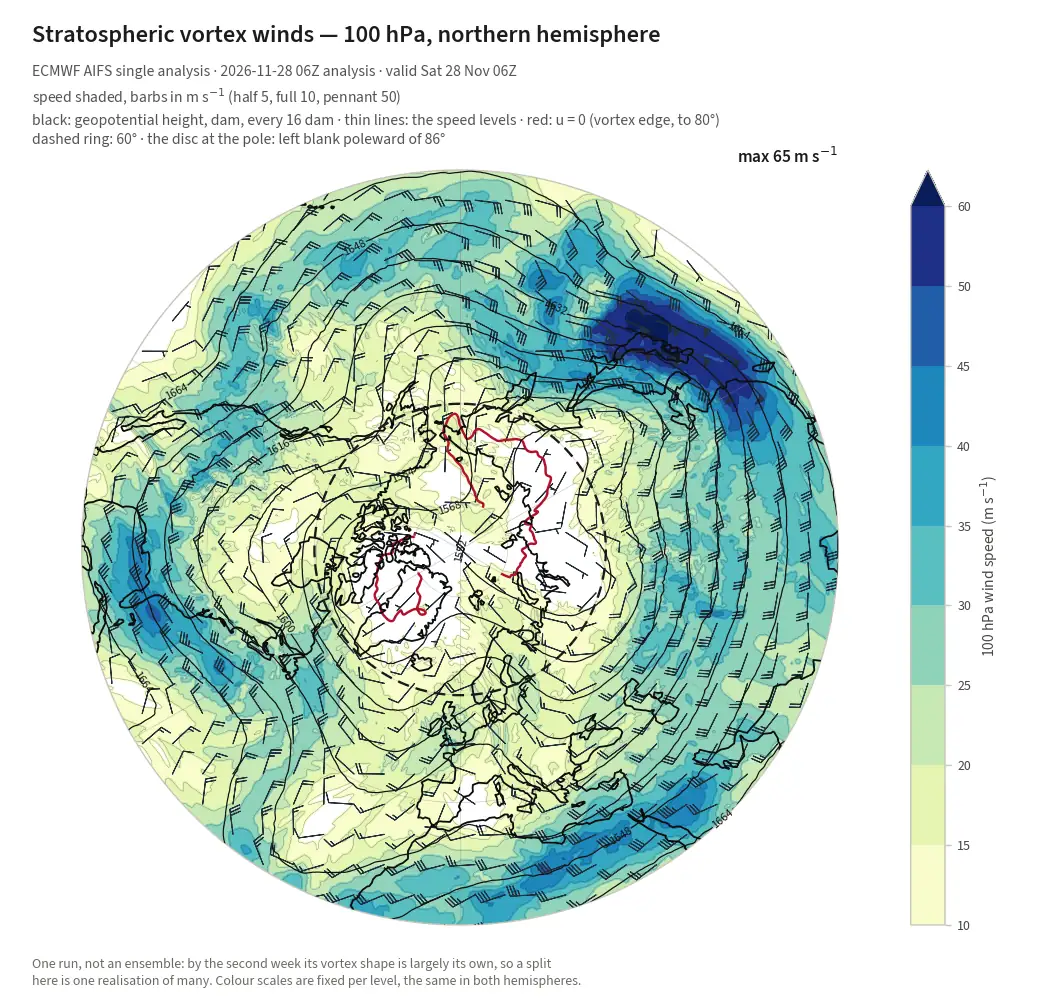 Stratospheric vortex winds — 100 hPa, northern hemisphere
ECMWF AIFS single analysis · 2026-11-28 06Z analysis · valid Sat 28 Nov 06Z
speed shaded, barbs in m s⁻¹ (half 5, full 10, pennant 50)
black: geopotential height, dam, every 16 dam · thin lines: the speed levels · red: u = 0 (vortex edge, to 80°)
dashed ring: 60° · the disc at the pole: left blank poleward of 86°
max 65 m s⁻¹
60
50
45
40
35
30
25
20
15
10
100 hPa wind speed (m s⁻¹)
1648
1632
1664
1664
1616
1568
1552
1600
1664
1648
1664
One run, not an ensemble: by the second week its vortex shape is largely its own, so a split
here is one realisation of many. Colour scales are fixed per level, the same in both hemispheres.